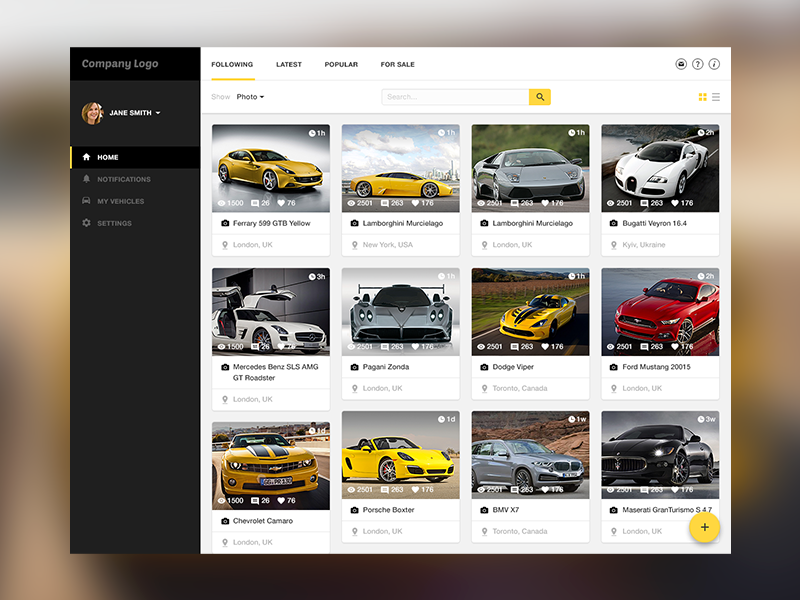 Company Logo
FOLLOWING LATEST POPULAR FOR SALE
Show Photo
Search...
JANE SMITH
HOME
NOTIFICATIONS
MY VEHICLES
SETTINGS
1h
1500 26 76
Ferrary 599 GTB Yellow
London, UK
1h
2501 263 176
Lamborghini Murcielago
New York, USA
1h
2501 263 176
Lamborghini Murcielago
London, UK
2h
2501 263 176
Bugatti Veyron 16.4
Kyiv, Ukraine
3h
1500 26 76
Mercedes Benz SLS AMG
GT Roadster
London, UK
1h
2501 263 176
Pagani Zonda
London, UK
1h
2501 263 176
Dodge Viper
Toronto, Canada
2h
2501 263 176
Ford Mustang 20015
London, UK
1d
1500 26 76
Chevrolet Camaro
London, UK
1d
2501 263 176
Porsche Boxter
London, UK
1w
2501 263 176
BMV X7
Toronto, Canada
3w
2501 263 176
Maserati GranTurismo S 4.7
London, UK